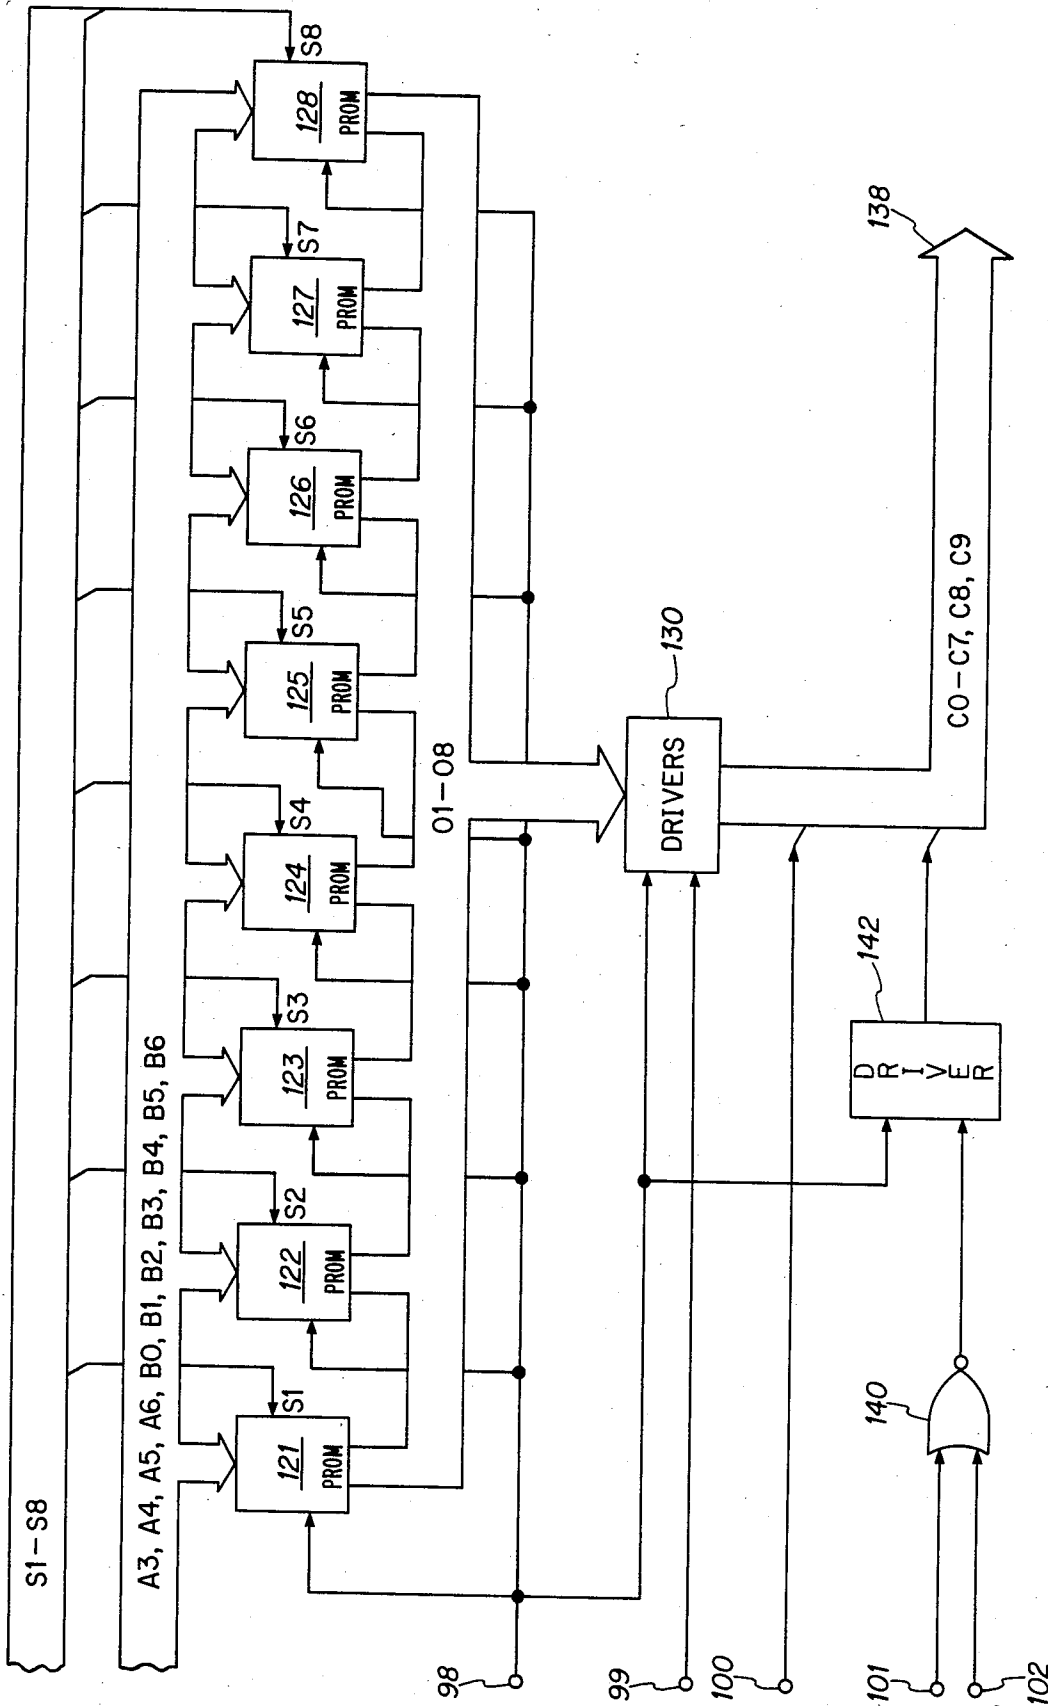 S1-S8
A3, A4, A5, A6, B0, B1, B2, B3, B4, B5, B6
S1
121
PROM
S2
122
PROM
S3
123
PROM
S4
124
PROM
S5
125
PROM
S6
126
PROM
S7
127
PROM
S8
128
PROM
O1-O8
98
99
100
101
102
DRIVERS
130
140
DRIVER
142
C0-C7, C8, C9
138